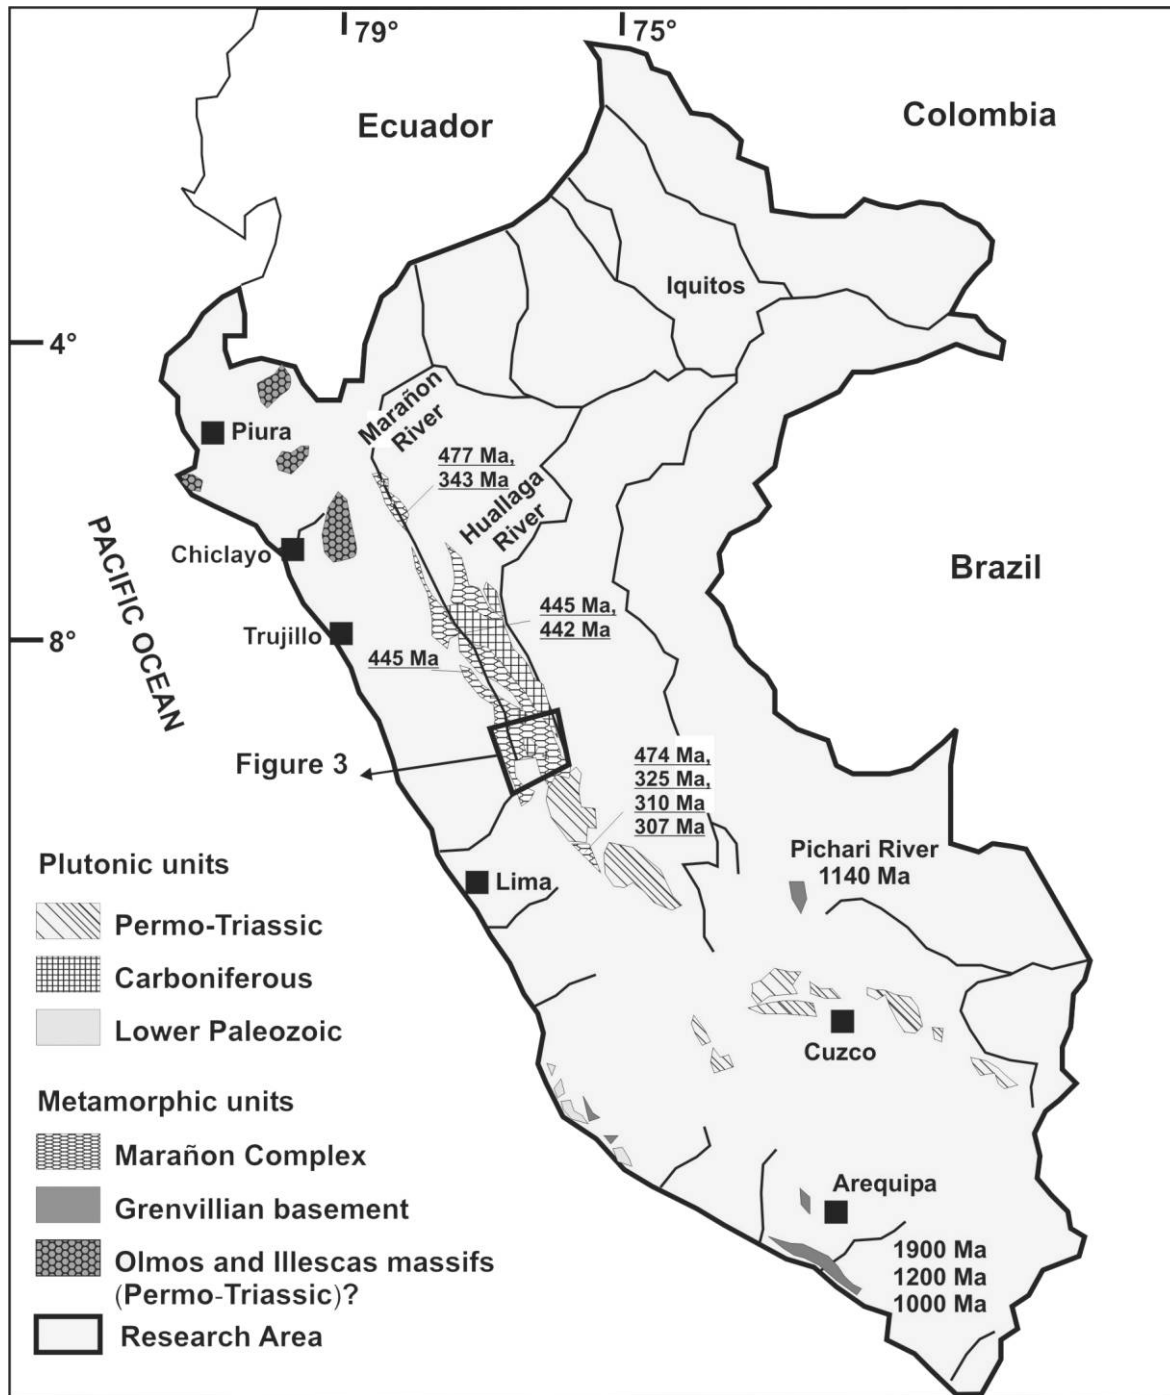 79°
75°
Ecuador
Colombia
Iquitos
4°
Marañon
River
Piura
477 Ma,
343 Ma
Huallaga
River
PACIFIC OCEAN
Chiclayo
Brazil
445 Ma,
442 Ma
Trujillo
8°
445 Ma
Figure 3
474 Ma,
325 Ma,
310 Ma
307 Ma
Pichari River
1140 Ma
Lima
Cuzco
Arequipa
1900 Ma
1200 Ma
1000 Ma
Plutonic units
Permo-Triassic
Carboniferous
Lower Paleozoic
Metamorphic units
Marañon Complex
Grenvillian basement
Olmos and Illescas massifs
(Permo-Triassic)?
Research Area